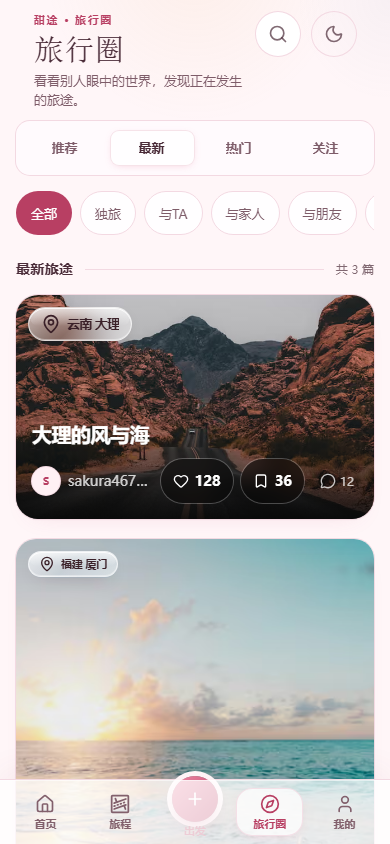 甜途 • 旅行圈
旅行圈
看看别人眼中的世界，发现正在发生
的旅途。
推荐
最新
热门
关注
全部
独旅
与TA
与家人
与朋友
最新旅途
共 3 篇
云南 大理
大理的风与海
S
sakura467...
128
36
12
福建 厦门
首页
旅程
出发
旅行圈
我的